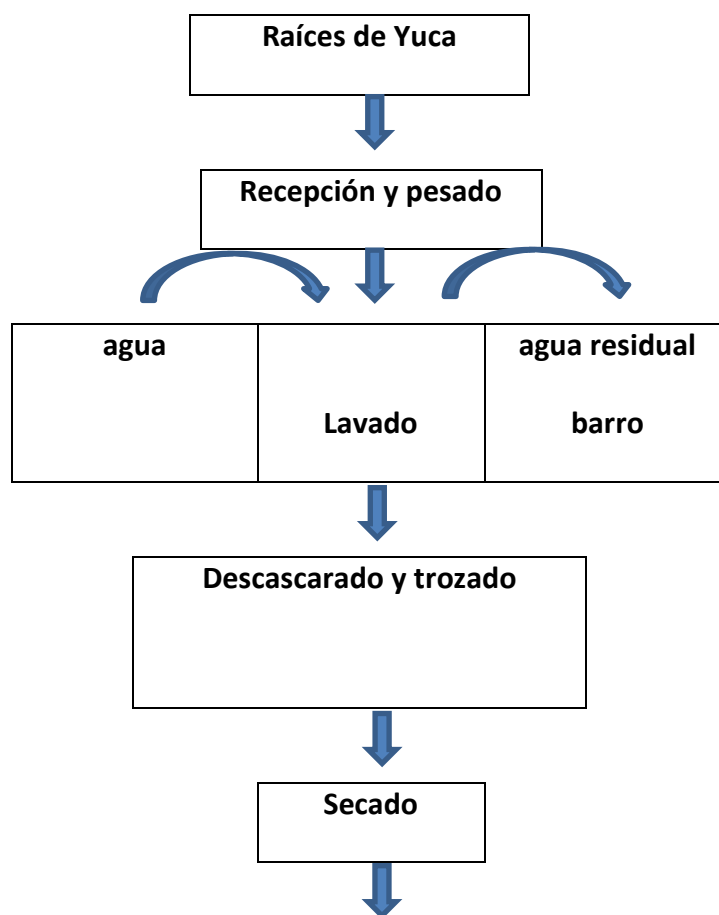 Raíces de Yuca
Recepción y pesado
agua
agua residual
Lavado
barro
Descascarado y trozado
Secado